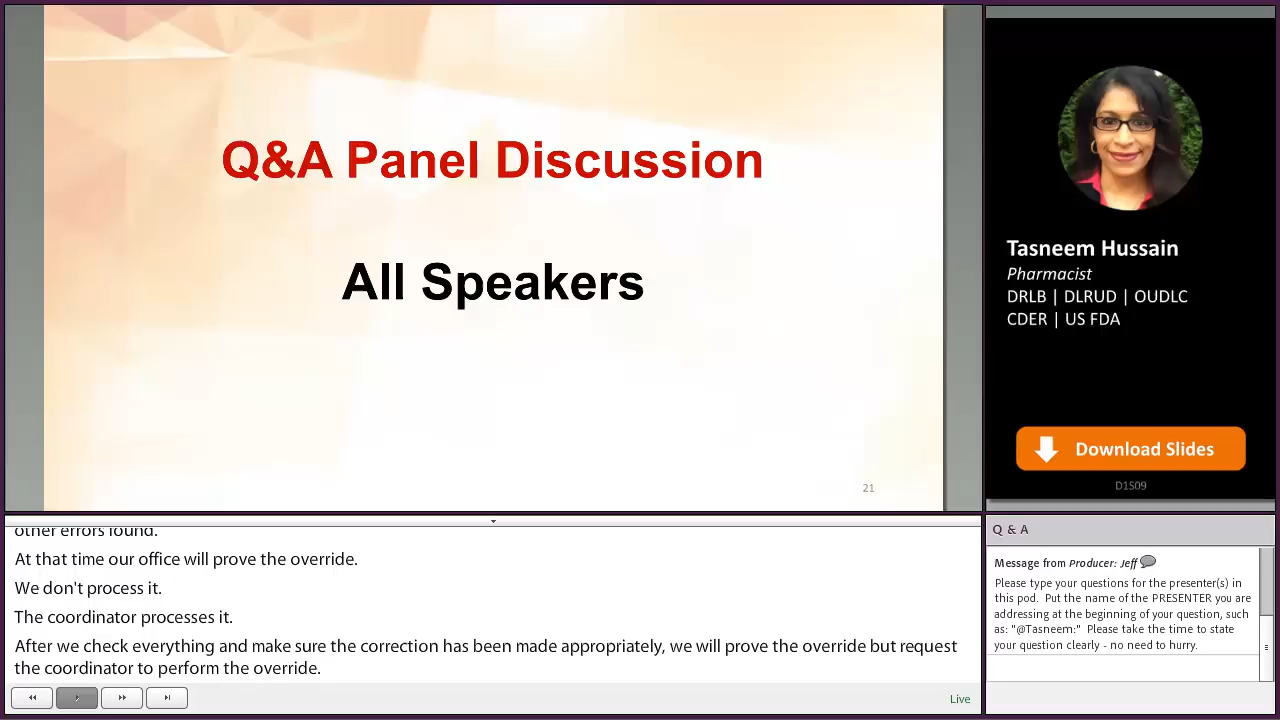 Q&A Panel Discussion
All Speakers
21
Tasneem Hussain
Pharmacist
DRLB | DLRUD | OUDLC
CDER | US FDA
Download Slides
D1S09
other errors found.
At that time our office will prove the override.
We don't process it.
The coordinator processes it.
After we check everything and make sure the correction has been made appropriately, we will prove the override but request
the coordinator to perform the override.
Live
Q & A
Message from Producer: Jeff
Please type your questions for the presenter(s) in
this pod. Put the name of the PRESENTER you are
addressing at the beginning of your question, such
as: "@Tasneem:" Please take the time to state
your question clearly - no need to hurry.